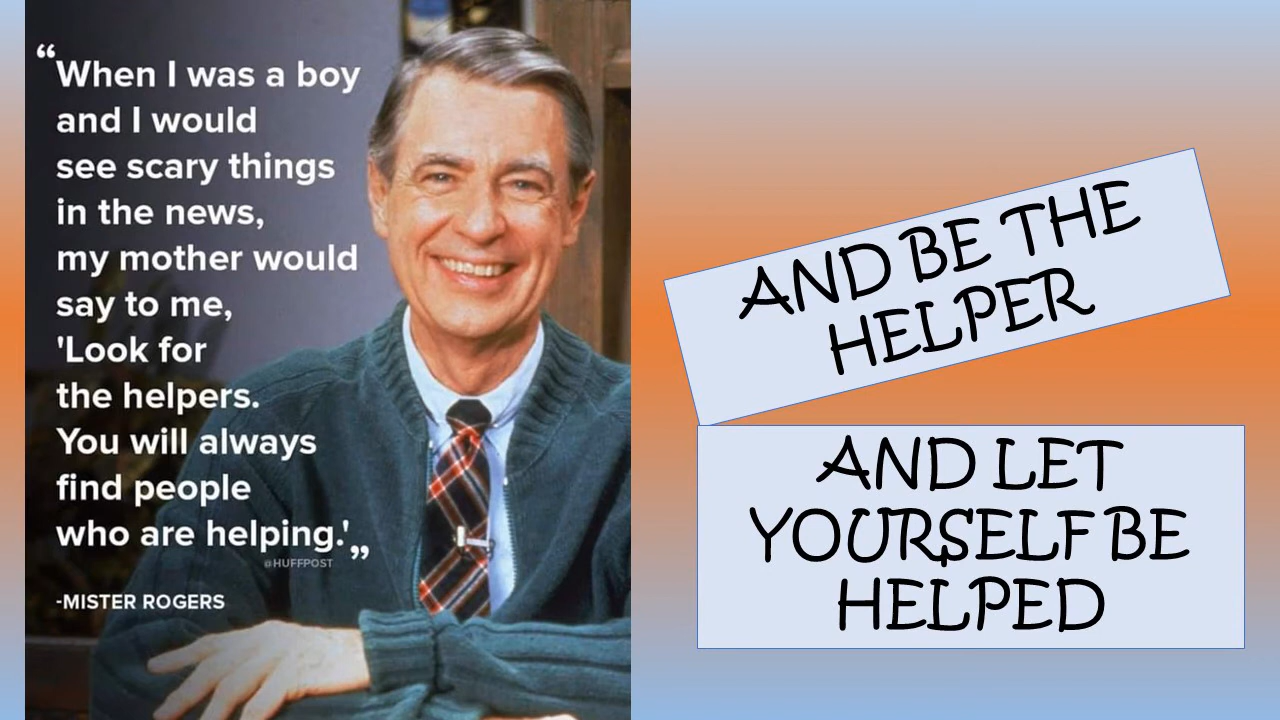 “When I was a boy
and I would
see scary things
in the news,
my mother would
say to me,
'Look for
the helpers.
You will always
find people
who are helping.'”
@HUFFPOST
-MISTER ROGERS
AND BE THE
HELPER
AND LET
YOURSELF BE
HELPED